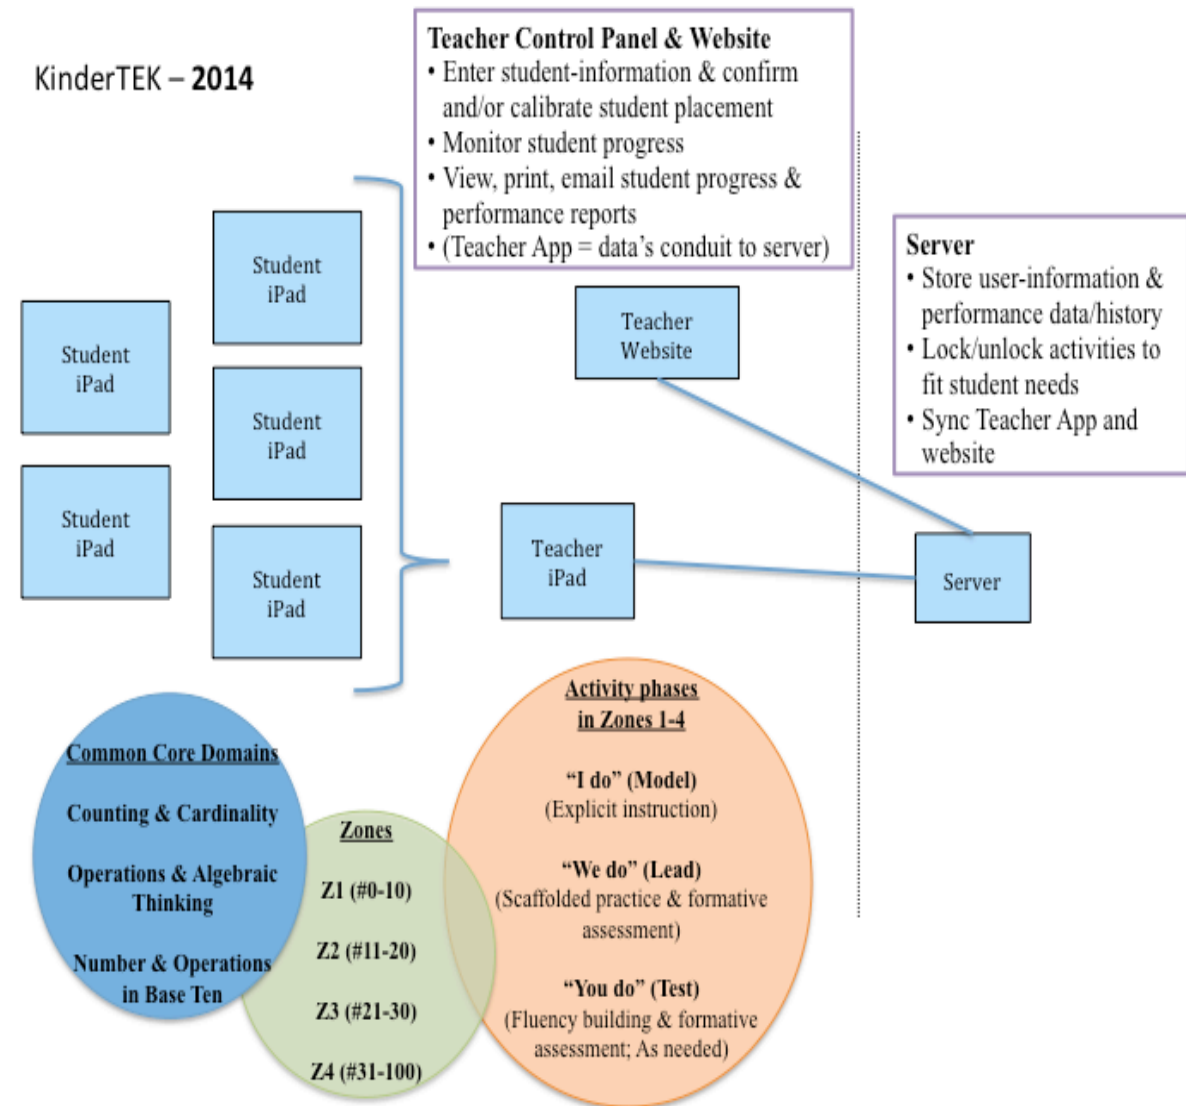 KinderTEK – 2014
Teacher Control Panel & Website
• Enter student-information & confirm
and/or calibrate student placement
• Monitor student progress
• View, print, email student progress &
performance reports
• (Teacher App = data's conduit to server)
Server
• Store user-information &
performance data/history
• Lock/unlock activities to
fit student needs
• Sync Teacher App and
website
Student
iPad
Student
iPad
Student
iPad
Student
iPad
Student
iPad
Teacher
Website
Teacher
iPad
Server
Common Core Domains
Counting & Cardinality
Operations & Algebraic
Thinking
Number & Operations
in Base Ten
Zones
Z1 (#0-10)
Z2 (#11-20)
Z3 (#21-30)
Z4 (#31-100)
Activity phases
in Zones 1-4
“I do” (Model)
(Explicit instruction)
“We do” (Lead)
(Scaffolded practice & formative
assessment)
“You do” (Test)
(Fluency building & formative
assessment; As needed)